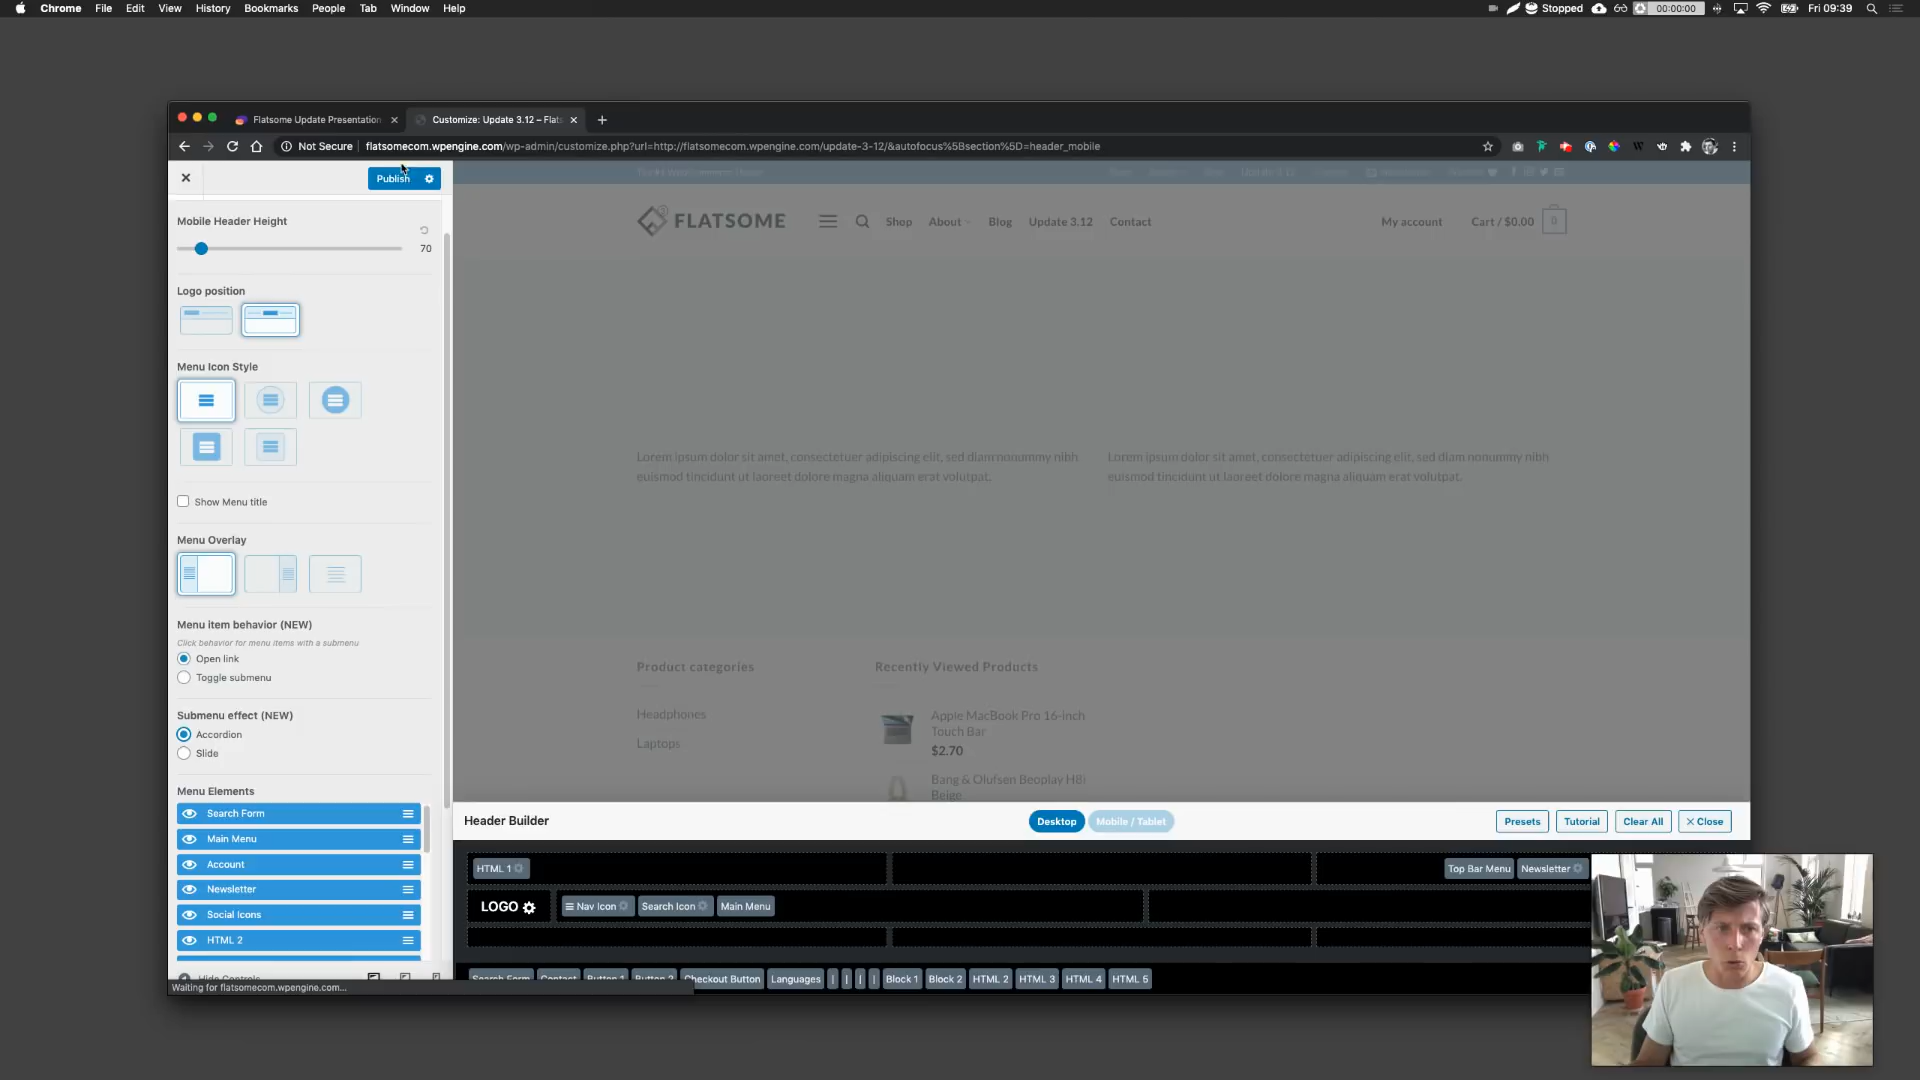 Chrome File Edit View History Bookmarks People Tab Window Help
Stopped 00:00:00 Fri 09:39
Flatsome Update Presentation
Customize: Update 3.12 – Flats
Not Secure flatsomecom.wpengine.com/wp-admin/customize.php?url=http://flatsomecom.wpengine.com/update-3-12/&autofocus%5Bsection%5D=header_mobile
Publish
Mobile Header Height
70
Logo position
Menu Icon Style
Show Menu title
Menu Overlay
Menu item behavior (NEW)
Click behavior for menu items with a submenu
Open link
Toggle submenu
Submenu effect (NEW)
Accordion
Slide
Menu Elements
Search Form
Main Menu
Account
Newsletter
Social Icons
HTML 2
Hide Controls
Waiting for flatsomecom.wpengine.com...
FLATSOME Shop About Blog Update 3.12 Contact My account Cart / $0.00 0
Lorem ipsum dolor sit amet, consectetuer adipiscing elit, sed diam nonummy nibh
euismod tincidunt ut laoreet dolore magna aliquam erat volutpat.
Lorem ipsum dolor sit amet, consectetuer adipiscing elit, sed diam nonummy nibh
euismod tincidunt ut laoreet dolore magna aliquam erat volutpat.
Product categories
Headphones
Laptops
Recently Viewed Products
Apple MacBook Pro 16-inch
Touch Bar
$2.70
Bang & Olufsen Beoplay H8i
Beige
Header Builder Desktop Mobile / Tablet Presets Tutorial Clear All Close
HTML 1 Top Bar Menu Newsletter
LOGO Nav Icon Search Icon Main Menu
Search Form Contact Button 1 Button 2 Checkout Button Languages | | | | Block 1 Block 2 HTML 2 HTML 3 HTML 4 HTML 5